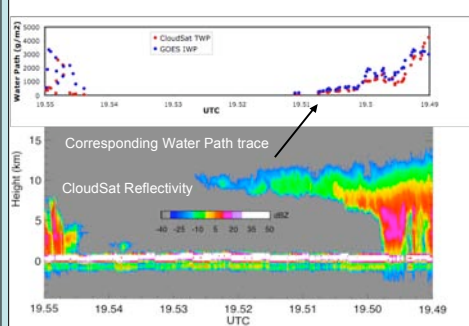 Water Path (g/m2)
5000
4000
3000
2000
1000
0
CloudSat TWP
GOES IWP
19.55 19.54 19.53 19.52 19.51 19.5 19.49
UTC
Corresponding Water Path trace
CloudSat Reflectivity
Height (km)
15
10
5
0
-40 -25 -10 5 20 35 50 dBZ
19.55 19.54 19.53 19.52 19.51 19.50 19.49
UTC